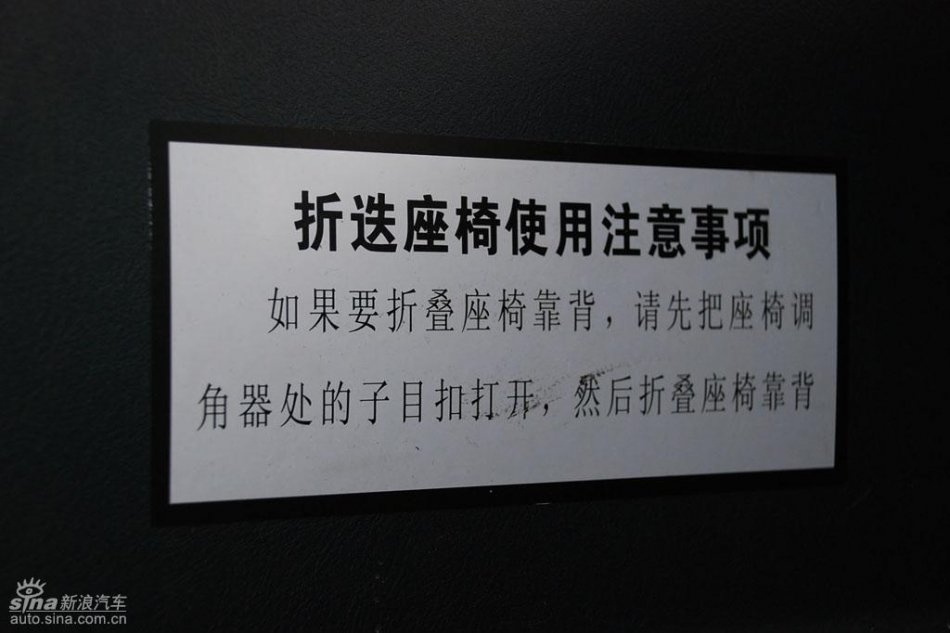 折迭座椅使用注意事项
如果要折叠座椅靠背，请先把座椅调
角器处的子目扣打开，然后折叠座椅靠背
sina新浪汽车
auto.sina.com.cn